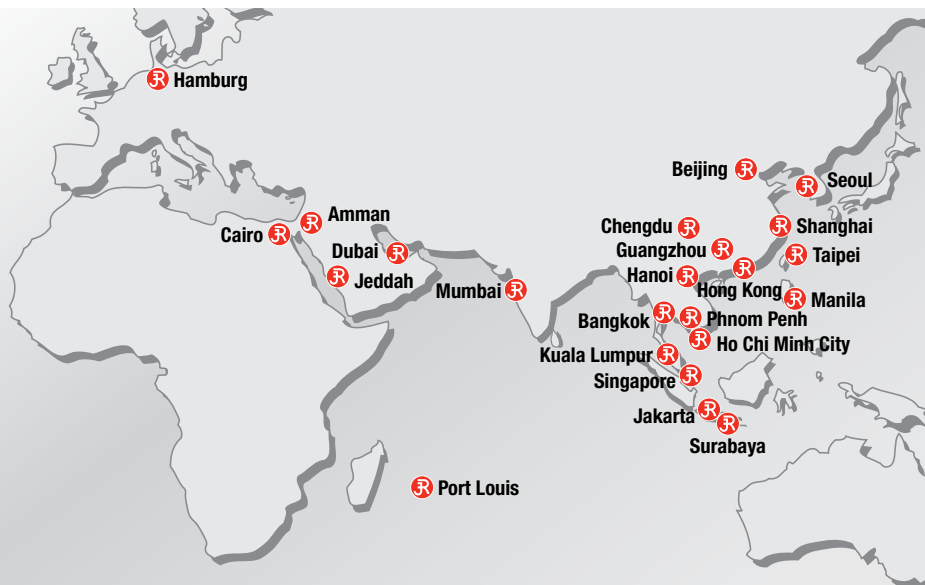 Hamburg
Beijing
Seoul
Amman
Cairo
Chengdu
Shanghai
Dubai
Guangzhou
Taipei
Jeddah
Hanoi
Mumbai
Hong Kong
Manila
Bangkok
Phnom Penh
Ho Chi Minh City
Kuala Lumpur
Singapore
Jakarta
Surabaya
Port Louis